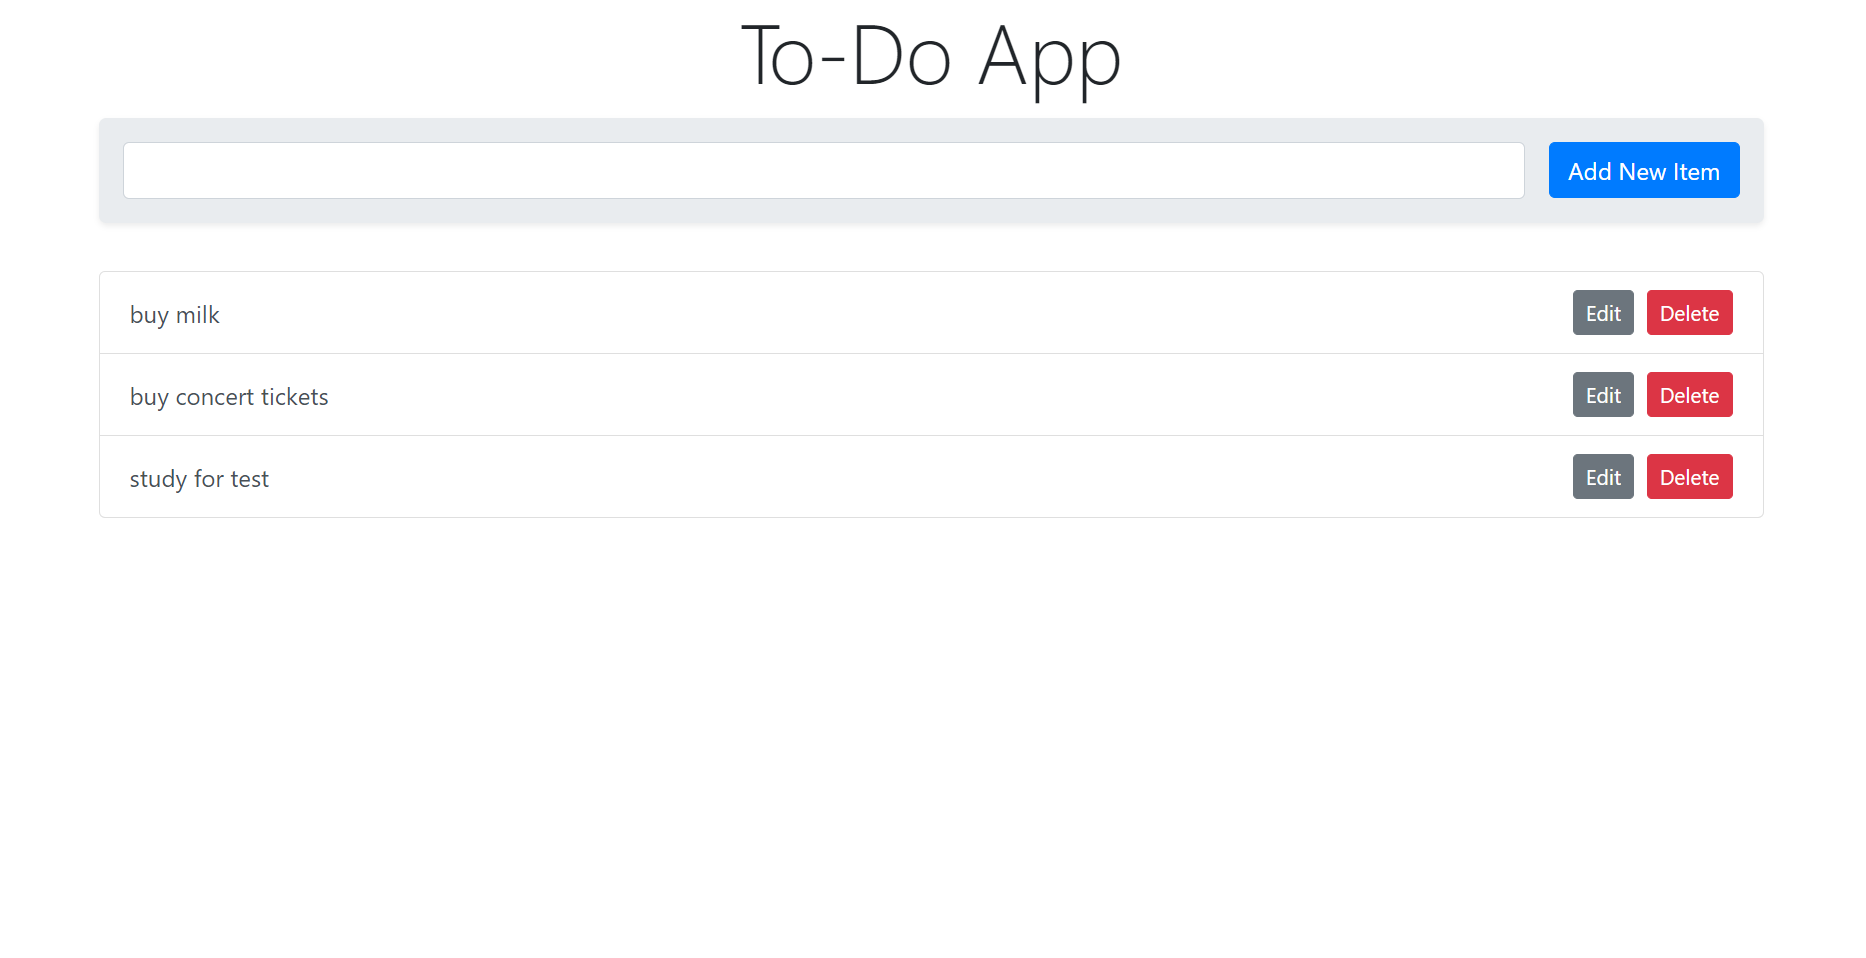 To-Do App
Add New Item
buy milk Edit Delete
buy concert tickets Edit Delete
study for test Edit Delete